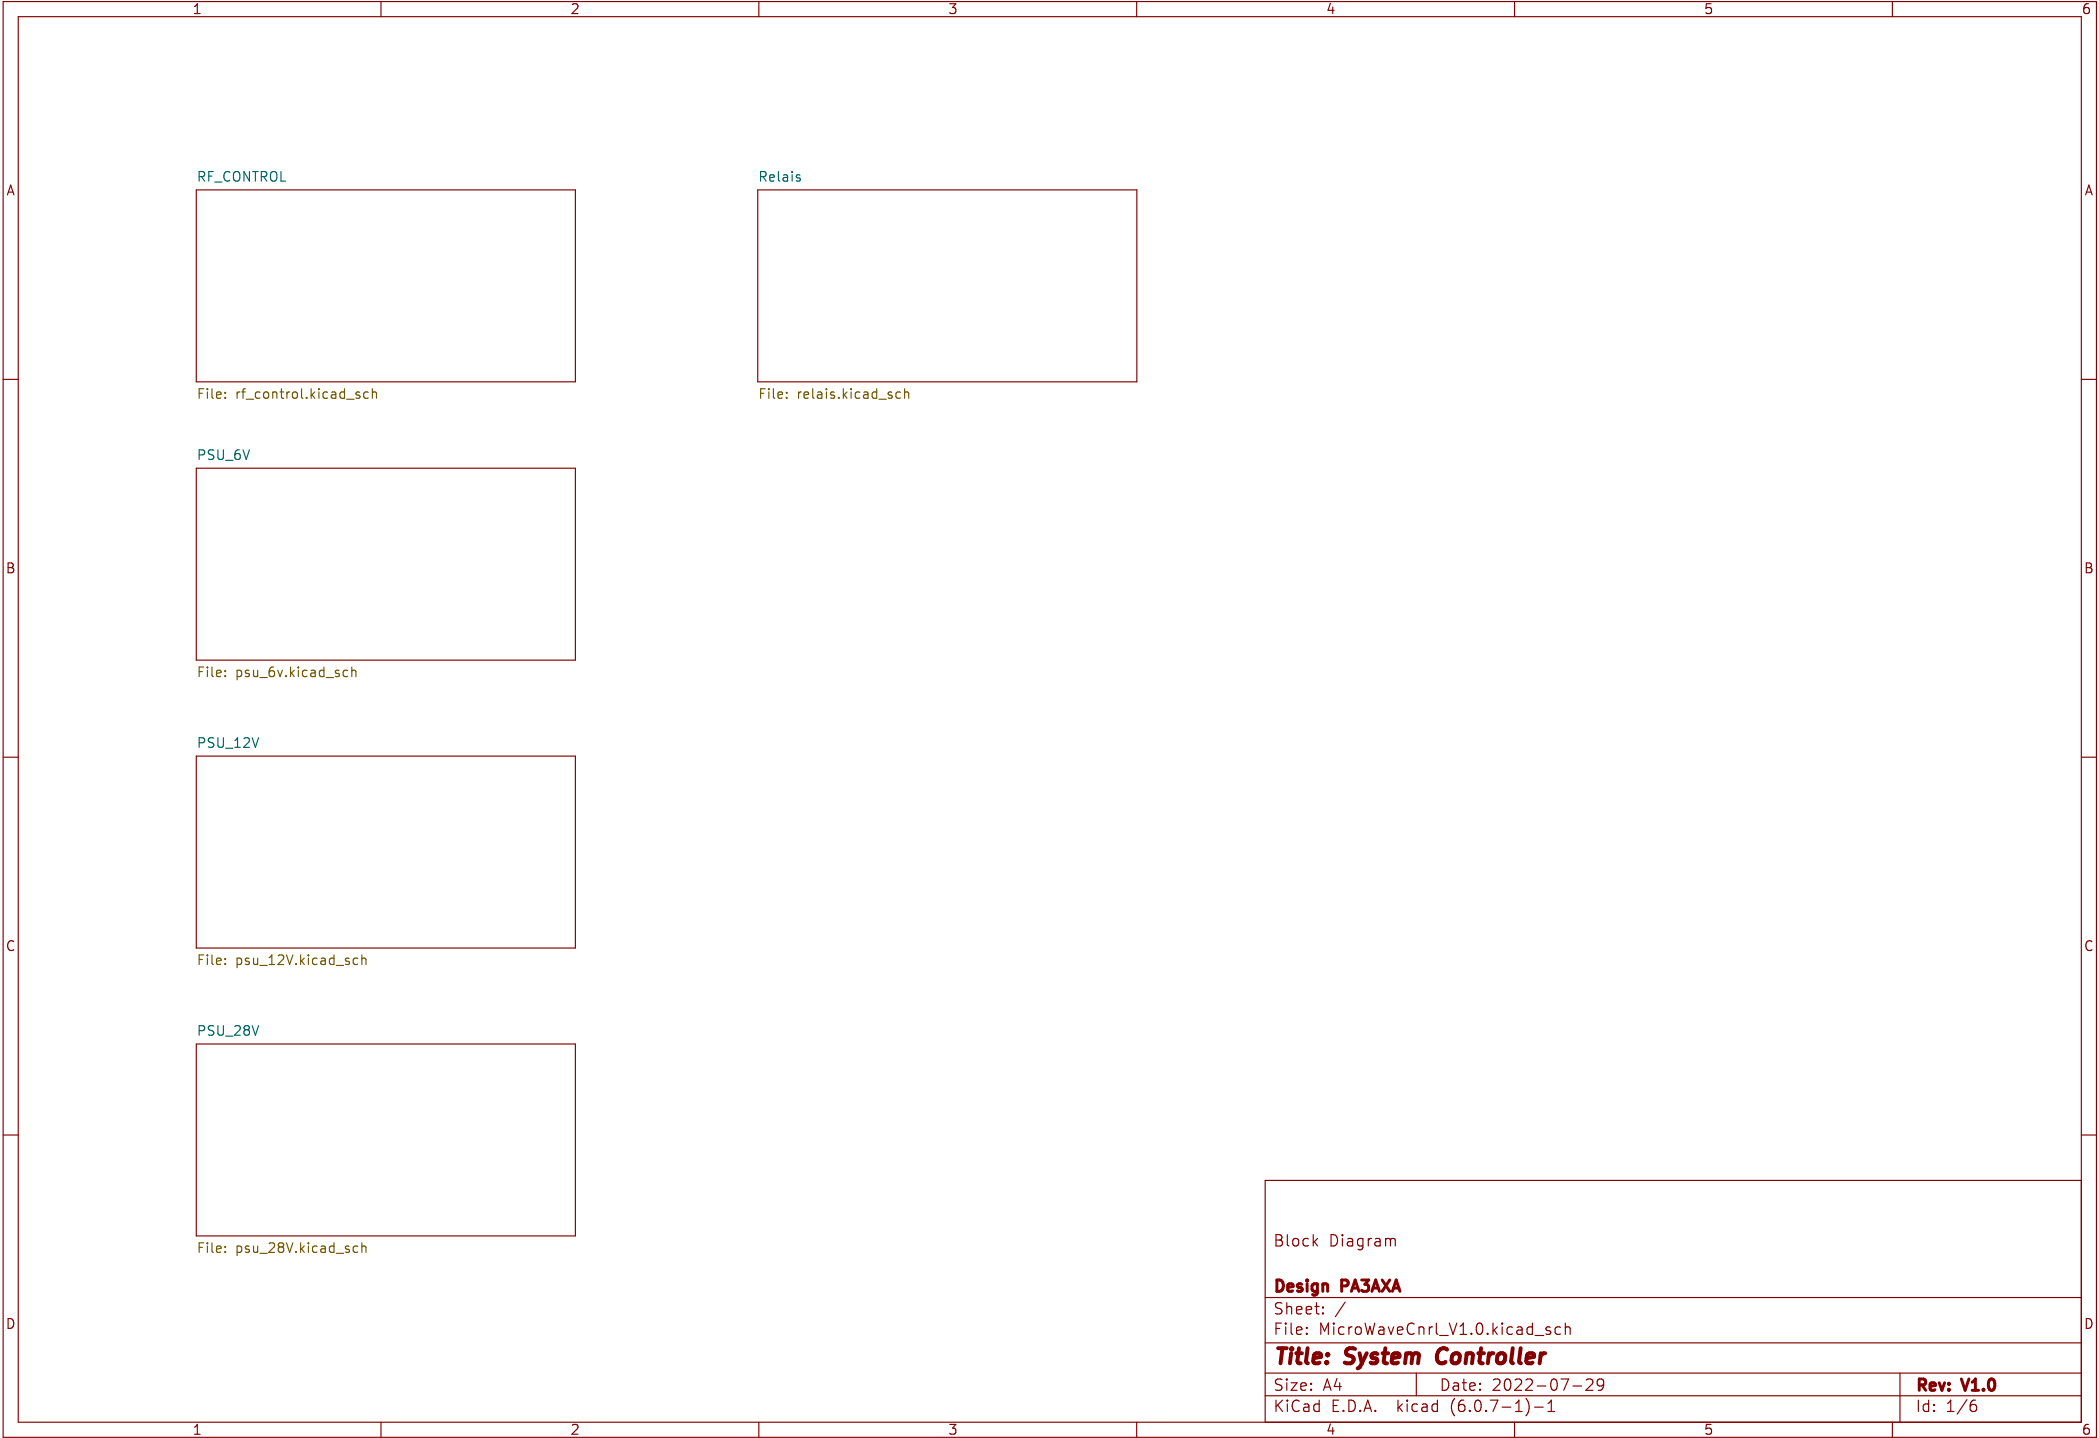 1 2 3 4 5 6
RF_CONTROL
Relais
A
A
File: rf_control.kicad_sch
File: relais.kicad_sch
PSU_6V
B
B
File: psu_6v.kicad_sch
PSU_12V
C
C
File: psu_12V.kicad_sch
PSU_28V
File: psu_28V.kicad_sch
Block Diagram
Design PA3AXA
Sheet: /
D
D
File: MicroWaveCnrl_V1.0.kicad_sch
Title: System Controller
Size: A4
Date: 2022-07-29
Rev: V1.0
KiCad E.D.A. kicad (6.0.7-1)-1
Id: 1/6
1 2 3 4 5 6